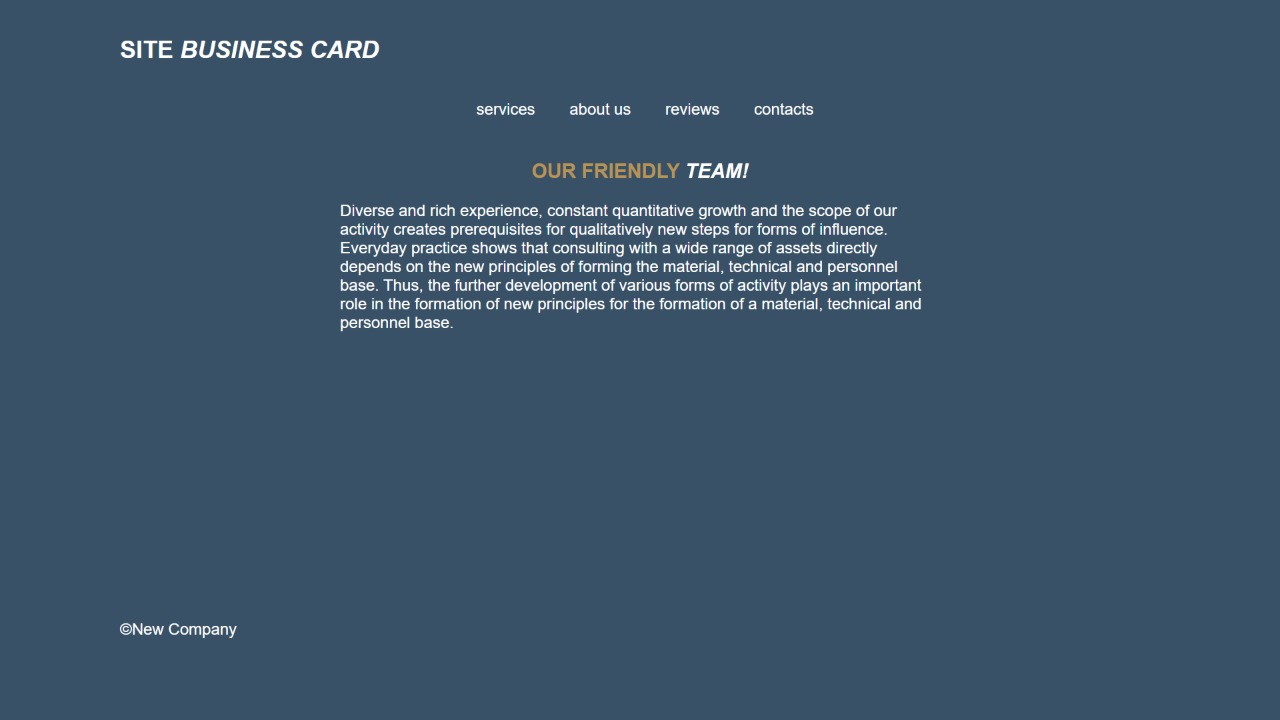 SITE BUSINESS CARD
services about us reviews contacts
OUR FRIENDLY TEAM!
Diverse and rich experience, constant quantitative growth and the scope of our
activity creates prerequisites for qualitatively new steps for forms of influence.
Everyday practice shows that consulting with a wide range of assets directly
depends on the new principles of forming the material, technical and personnel
base. Thus, the further development of various forms of activity plays an important
role in the formation of new principles for the formation of a material, technical and
personnel base.
©New Company